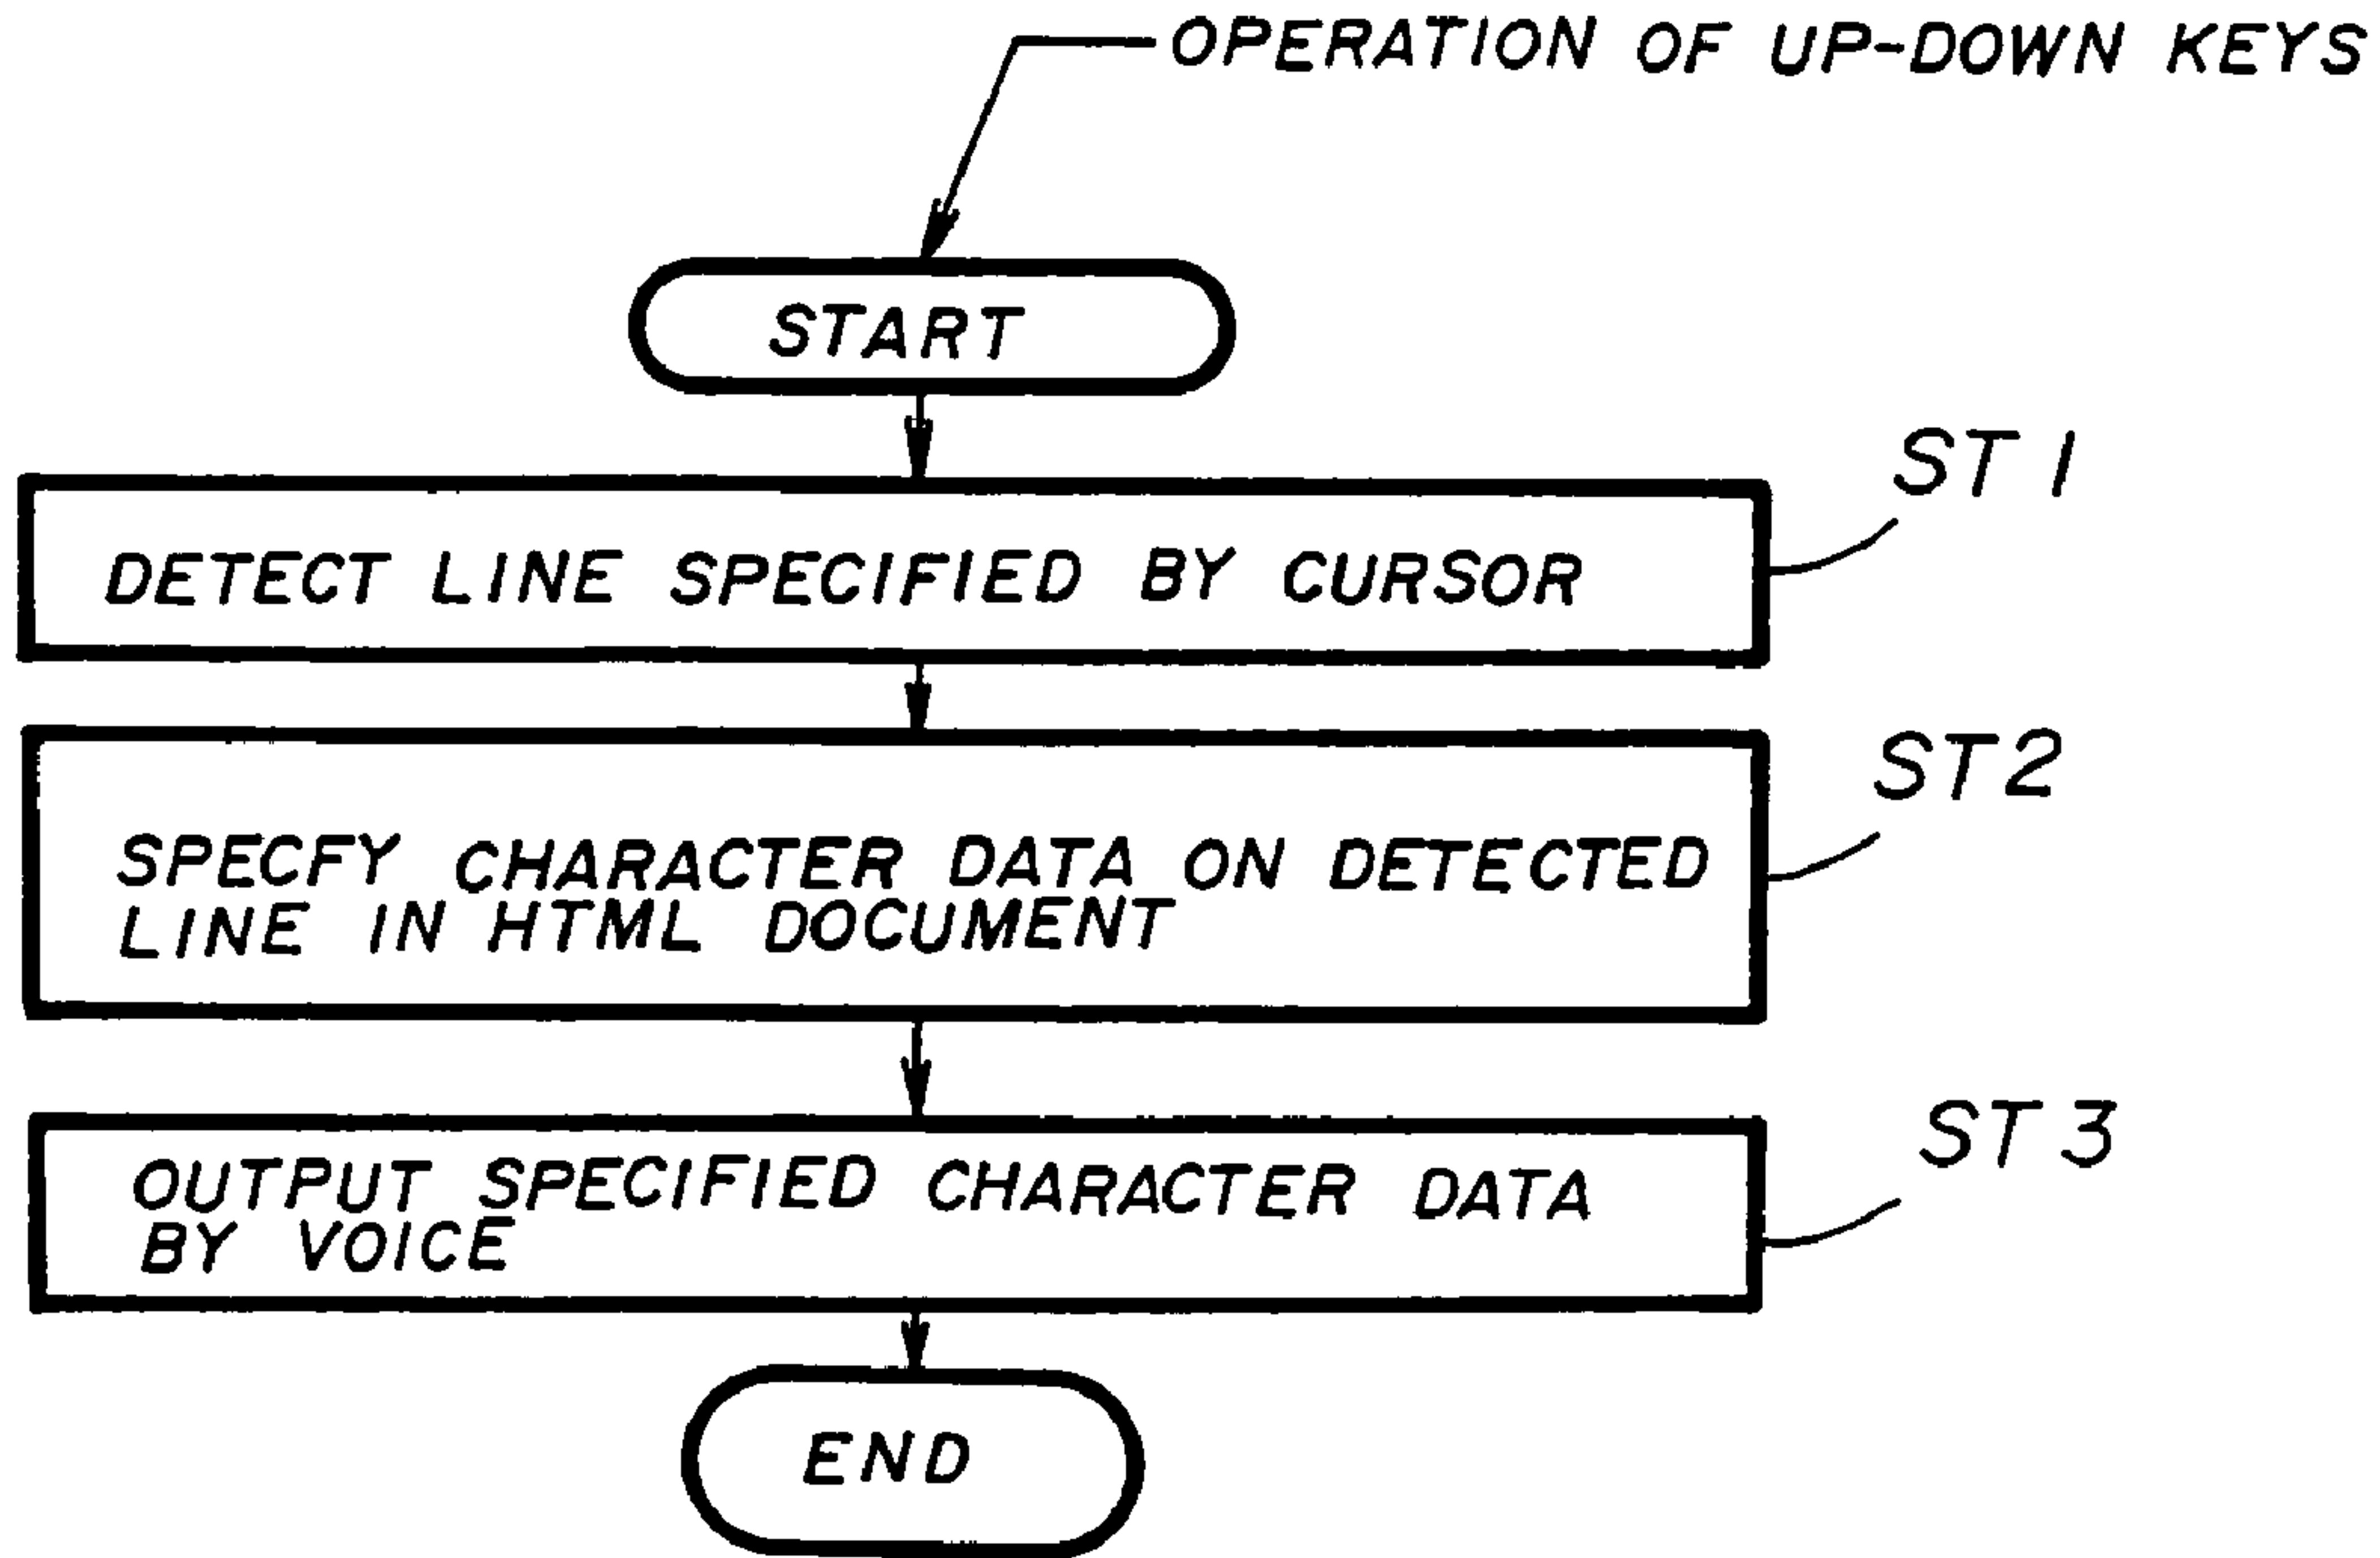 OPERATION OF UP-DOWN KEYS
START
ST 1
DETECT LINE SPECIFIED BY CURSOR
ST2
SPECFY CHARACTER DATA ON DETECTED
LINE IN HTML DOCUMENT
ST 3
OUTPUT SPECIFIED CHARACTER DATA
BY VOICE
END